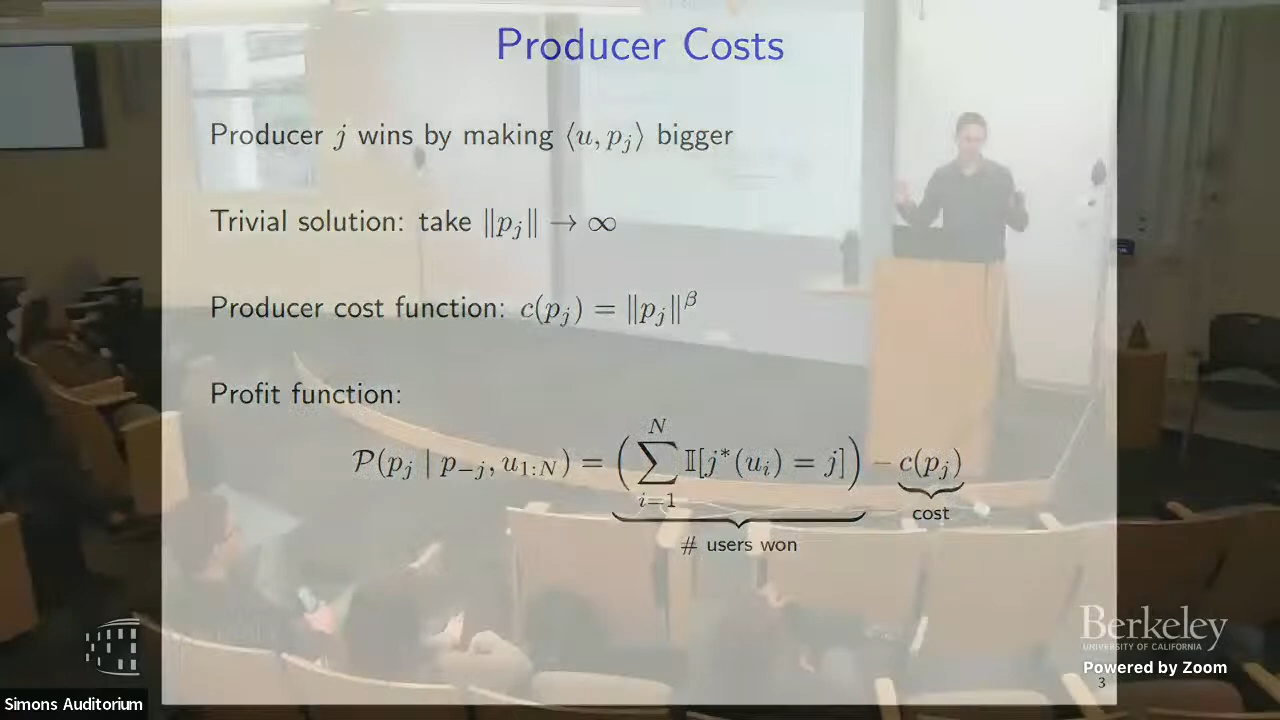 Producer Costs
Producer j wins by making ⟨u, p_j⟩ bigger
Trivial solution: take ‖p_j‖ → ∞
Producer cost function: c(p_j) = ‖p_j‖^β
Profit function:
𝒫(p_j | p_{−j}, u_{1:N}) = (∑_{i=1}^{N} 𝕀[j*(u_i) = j]) − c(p_j)
cost
# users won
Berkeley
UNIVERSITY OF CALIFORNIA
Powered by Zoom
3
Simons Auditorium